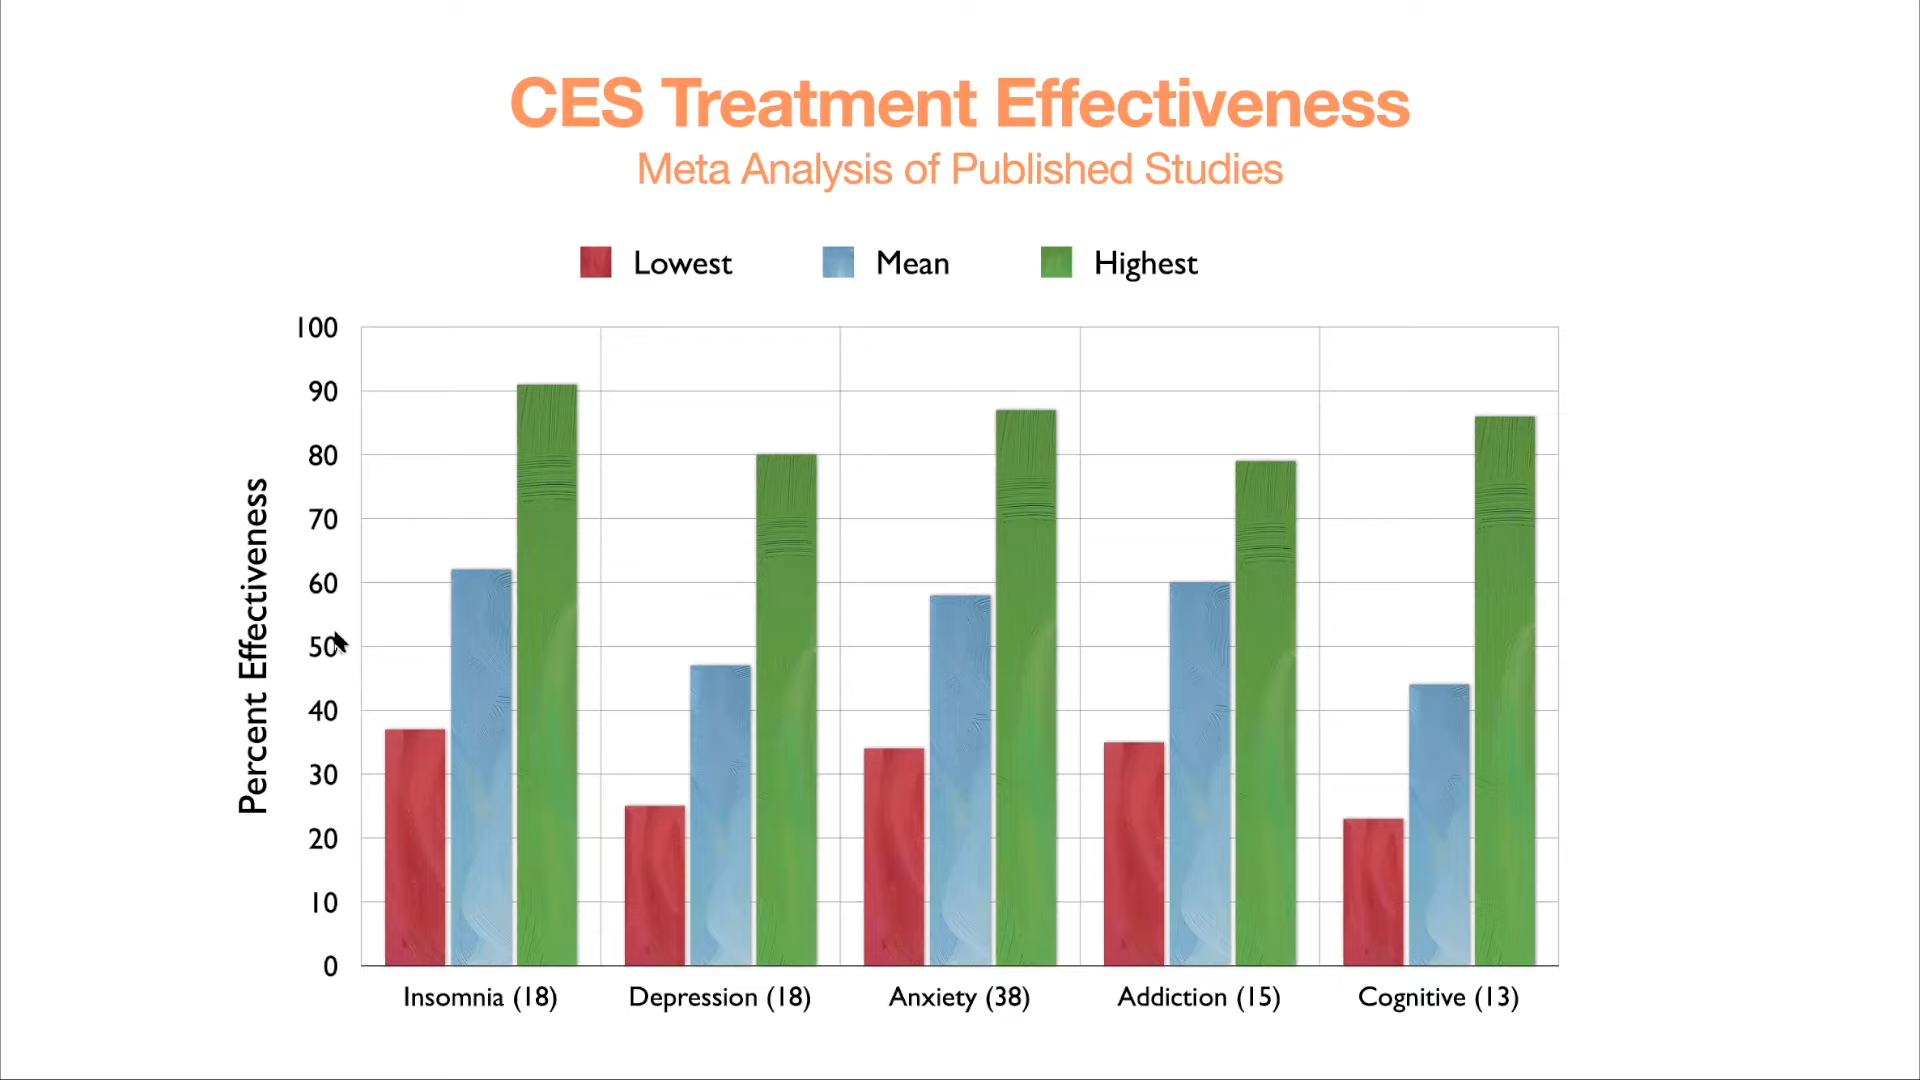 CES Treatment Effectiveness
Meta Analysis of Published Studies
Lowest Mean Highest
100
90
80
70
60
50
40
30
20
10
0
Percent Effectiveness
Insomnia (18) Depression (18) Anxiety (38) Addiction (15) Cognitive (13)